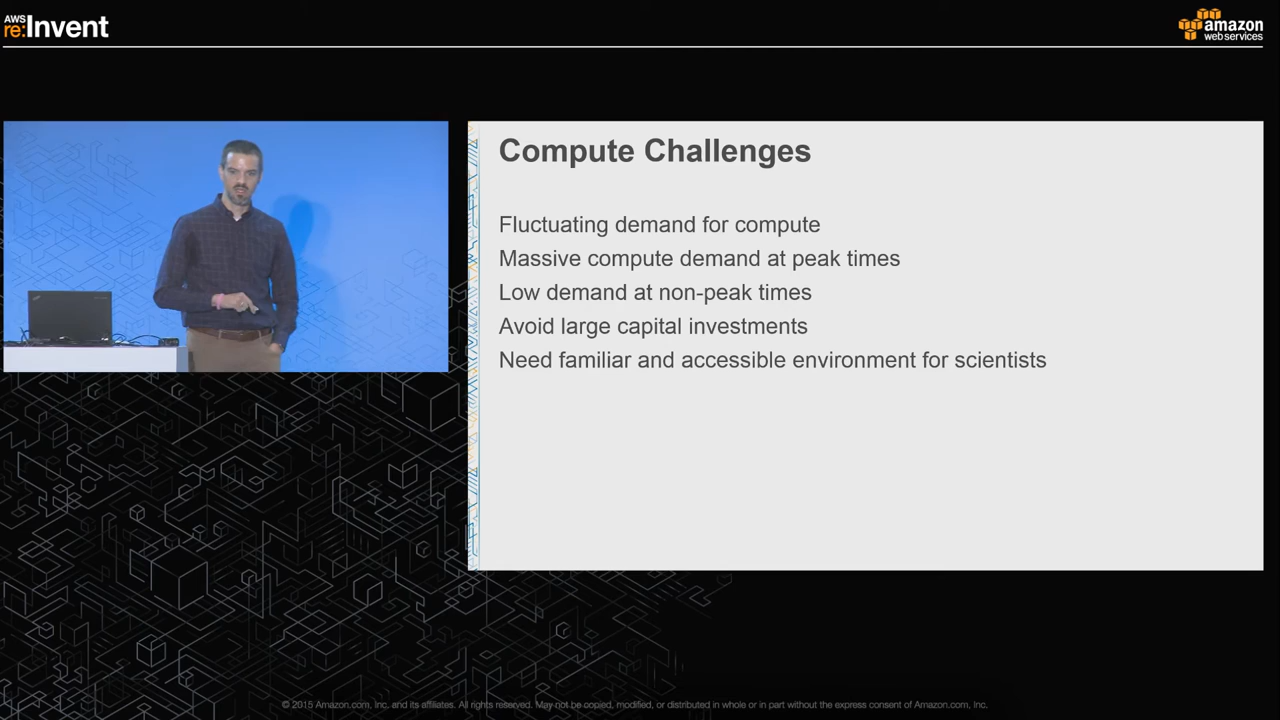 AWS
re:Invent
amazon
web services
Compute Challenges
Fluctuating demand for compute
Massive compute demand at peak times
Low demand at non-peak times
Avoid large capital investments
Need familiar and accessible environment for scientists
© 2015 Amazon.com, Inc. and its affiliates. All rights reserved. May not be copied, modified, or distributed in whole or in part without the express consent of Amazon.com, Inc.